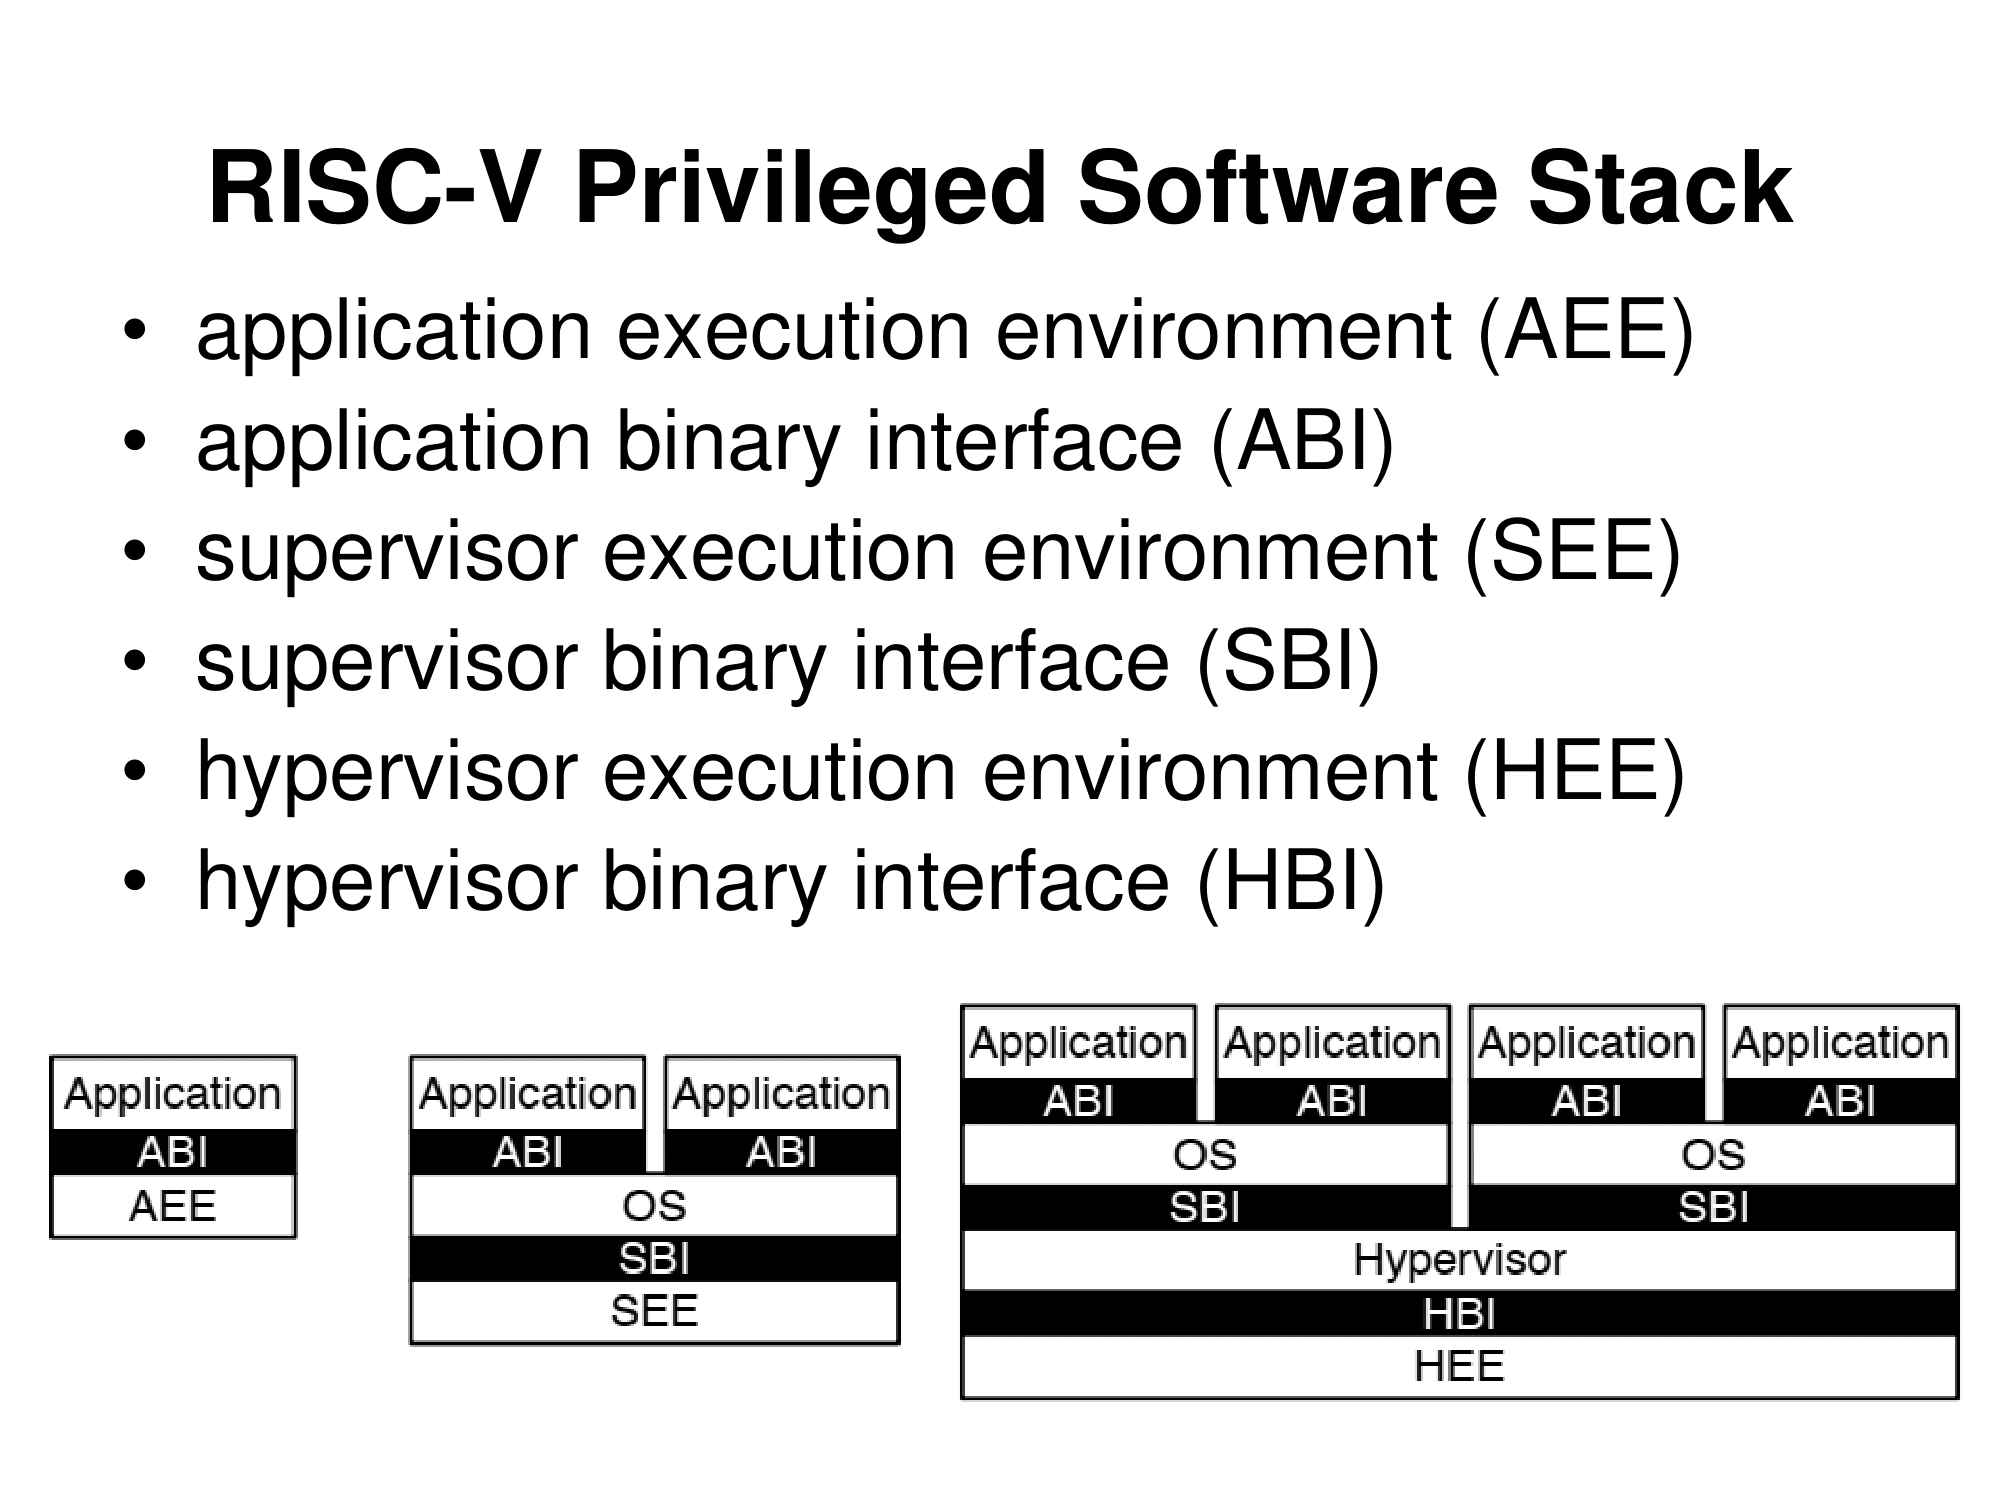 RISC-V Privileged Software Stack
• application execution environment (AEE)
• application binary interface (ABI)
• supervisor execution environment (SEE)
• supervisor binary interface (SBI)
• hypervisor execution environment (HEE)
• hypervisor binary interface (HBI)
Application
ABI
AEE
Application Application
ABI ABI
OS
SBI
SEE
Application Application Application Application
ABI ABI ABI ABI
OS OS
SBI SBI
Hypervisor
HBI
HEE